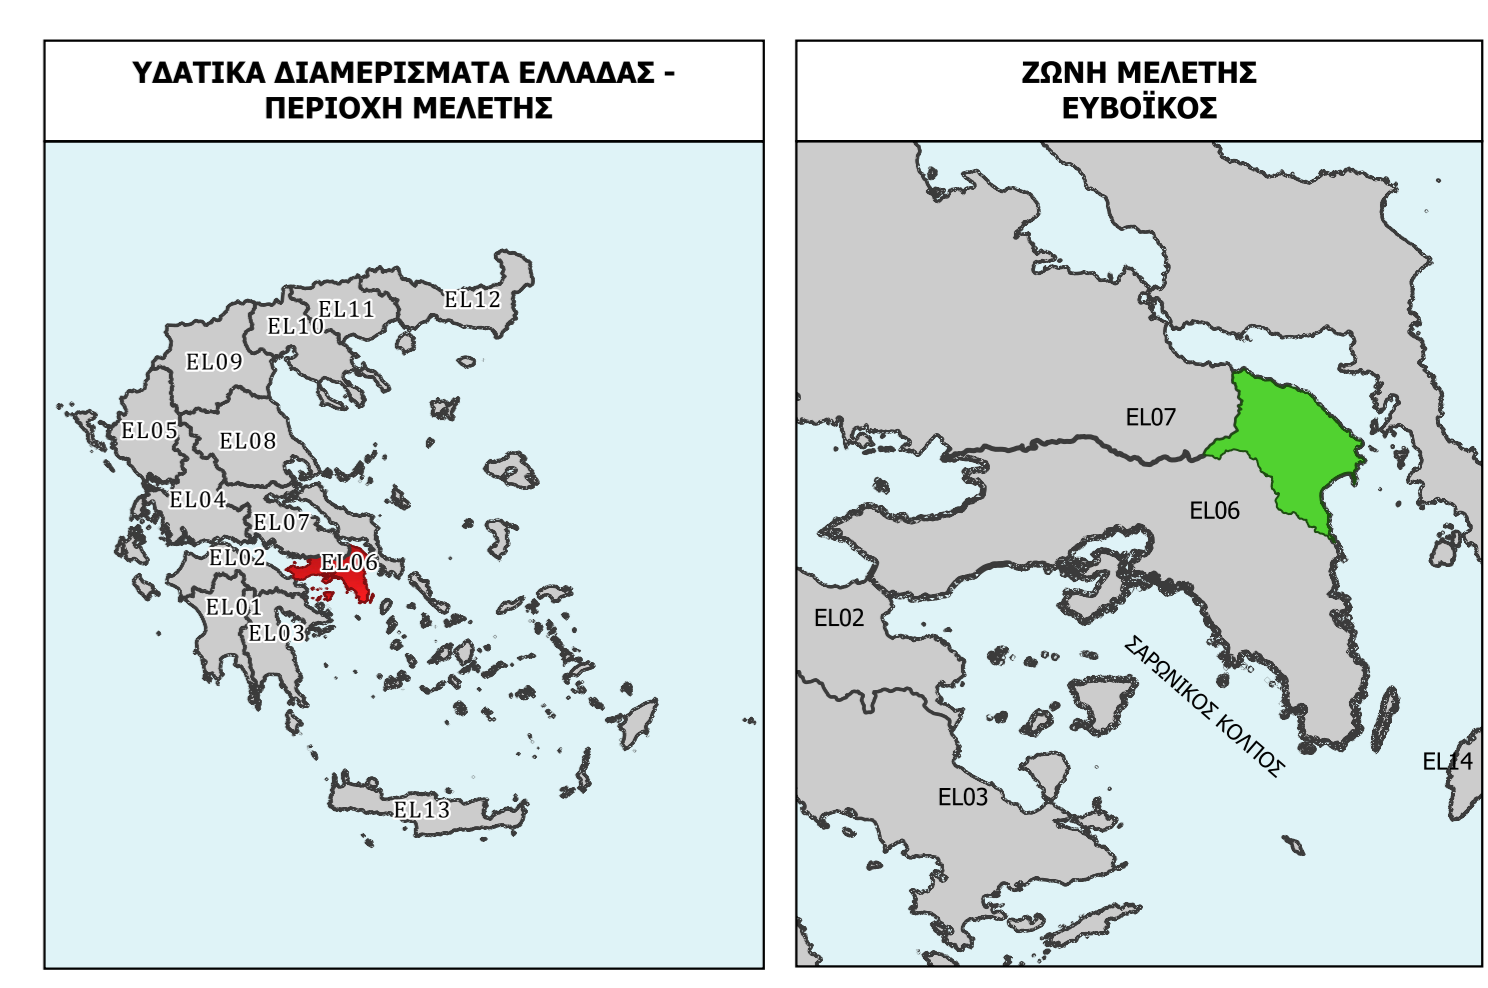 ΥΔΑΤΙΚΑ ΔΙΑΜΕΡΙΣΜΑΤΑ ΕΛΛΑΔΑΣ -
ΠΕΡΙΟΧΗ ΜΕΛΕΤΗΣ
EL12
EL11
EL10
EL09
EL05
EL08
EL04
EL07
EL02
EL06
EL01
EL03
EL13
ΖΩΝΗ ΜΕΛΕΤΗΣ
ΕΥΒΟΪΚΟΣ
EL07
EL06
EL02
ΣΑΡΩΝΙΚΟΣ ΚΟΛΠΟΣ
EL14
EL03